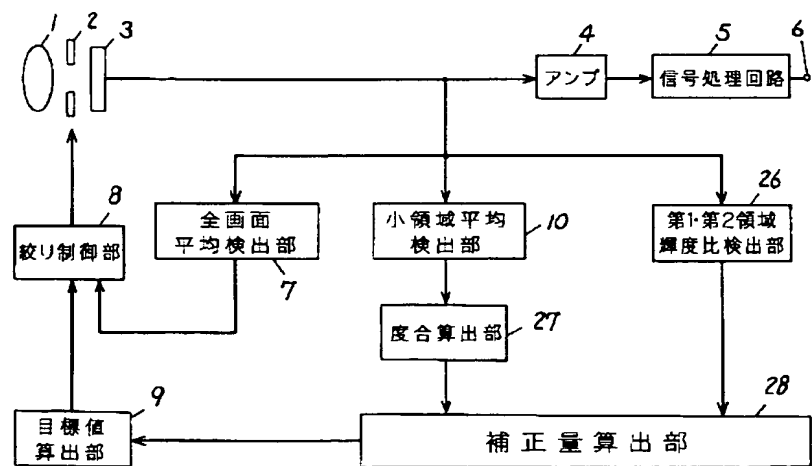 1
2
3
4
5
6
アンプ
信号処理回路
8
26
絞り制御部
全画面
平均検出部
7
小領域平均
検出部
10
第1・第2領域
輝度比検出部
度合算出部
27
9
28
目標値
算出部
補正量算出部